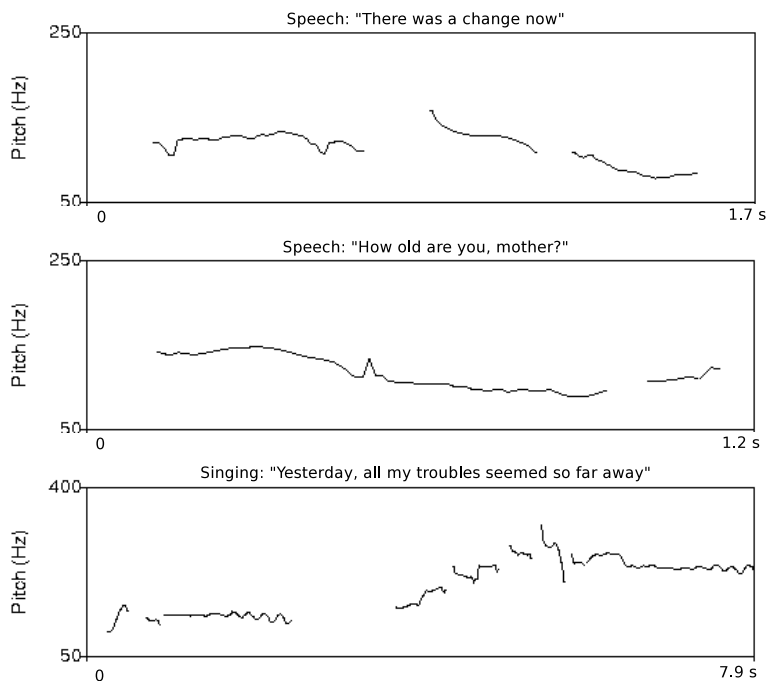 Speech: "There was a change now"
250
Pitch (Hz)
50
0
1.7 s
Speech: "How old are you, mother?"
250
Pitch (Hz)
50
0
1.2 s
Singing: "Yesterday, all my troubles seemed so far away"
400
Pitch (Hz)
50
0
7.9 s